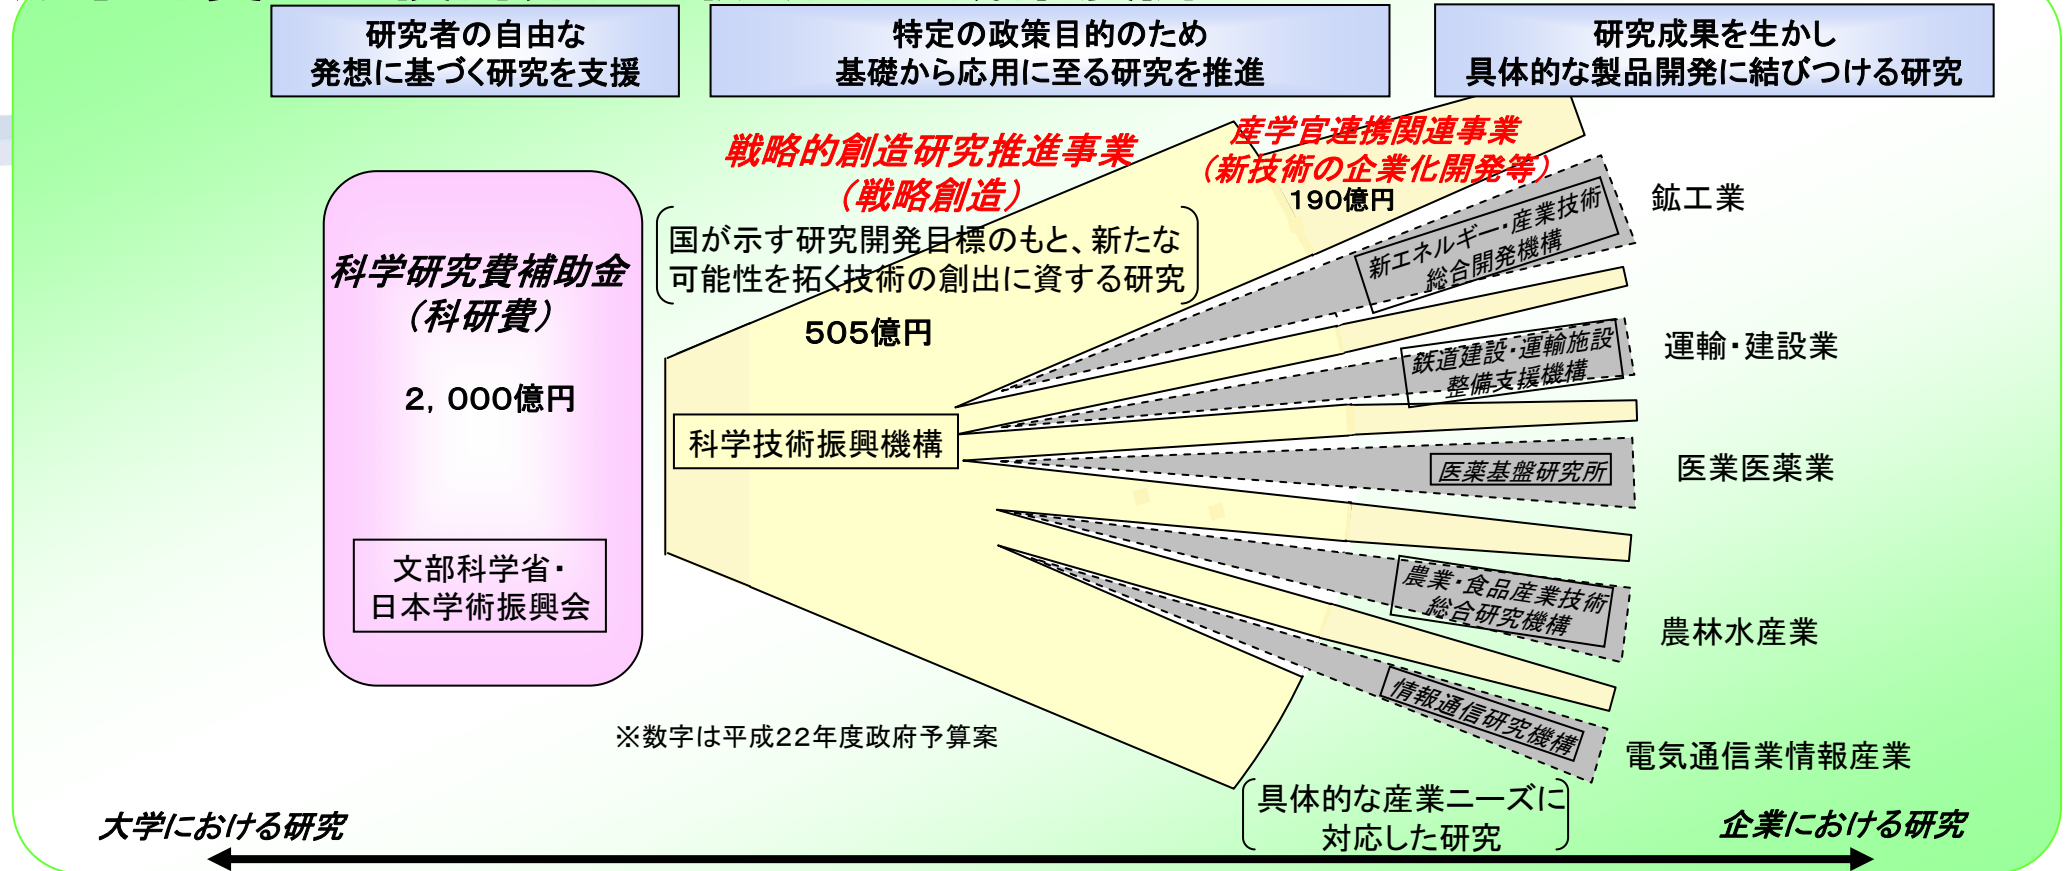 研究者の自由な
発想に基づく研究を支援
特定の政策目的のため
基礎から応用に至る研究を推進
研究成果を生かし
具体的な製品開発に結びつける研究
戦略的創造研究推進事業
（戦略創造）
国が示す研究開発目標のもと、新たな
可能性を拓く技術の創出に資する研究
505億円
産学官連携関連事業
（新技術の企業化開発等）
190億円
科学研究費補助金
（科研費）
2，000億円
文部科学省・
日本学術振興会
科学技術振興機構
新エネルギー・産業技術
総合開発機構
鉱工業
鉄道建設・運輸施設
整備支援機構
運輸・建設業
医薬基盤研究所
医業医薬業
農業・食品産業技術
総合研究機構
農林水産業
情報通信研究機構
電気通信業情報産業
※数字は平成22年度政府予算案
具体的な産業ニーズに
対応した研究
大学における研究
企業における研究